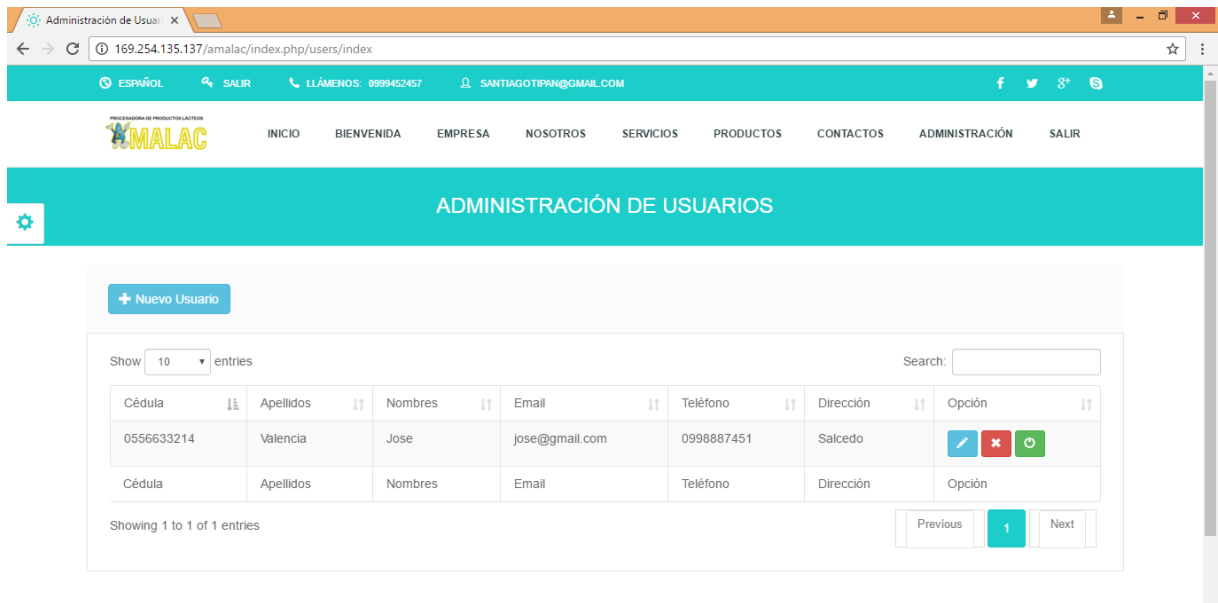 Administración de Usuari
169.254.135.137/amalac/index.php/users/index
ESPAÑOL SALIR LLÁMENOS: 0999452457 SANTIAGOTIPAN@GMAIL.COM
PROCESADORA DE PRODUCTOS LÁCTEOS
AMALAC
INICIO BIENVENIDA EMPRESA NOSOTROS SERVICIOS PRODUCTOS CONTACTOS ADMINISTRACIÓN SALIR
ADMINISTRACIÓN DE USUARIOS
Nuevo Usuario
Show 10 entries Search:
Cédula Apellidos Nombres Email Teléfono Dirección Opción
0556633214 Valencia Jose jose@gmail.com 0998887451 Salcedo
Cédula Apellidos Nombres Email Teléfono Dirección Opción
Showing 1 to 1 of 1 entries Previous 1 Next